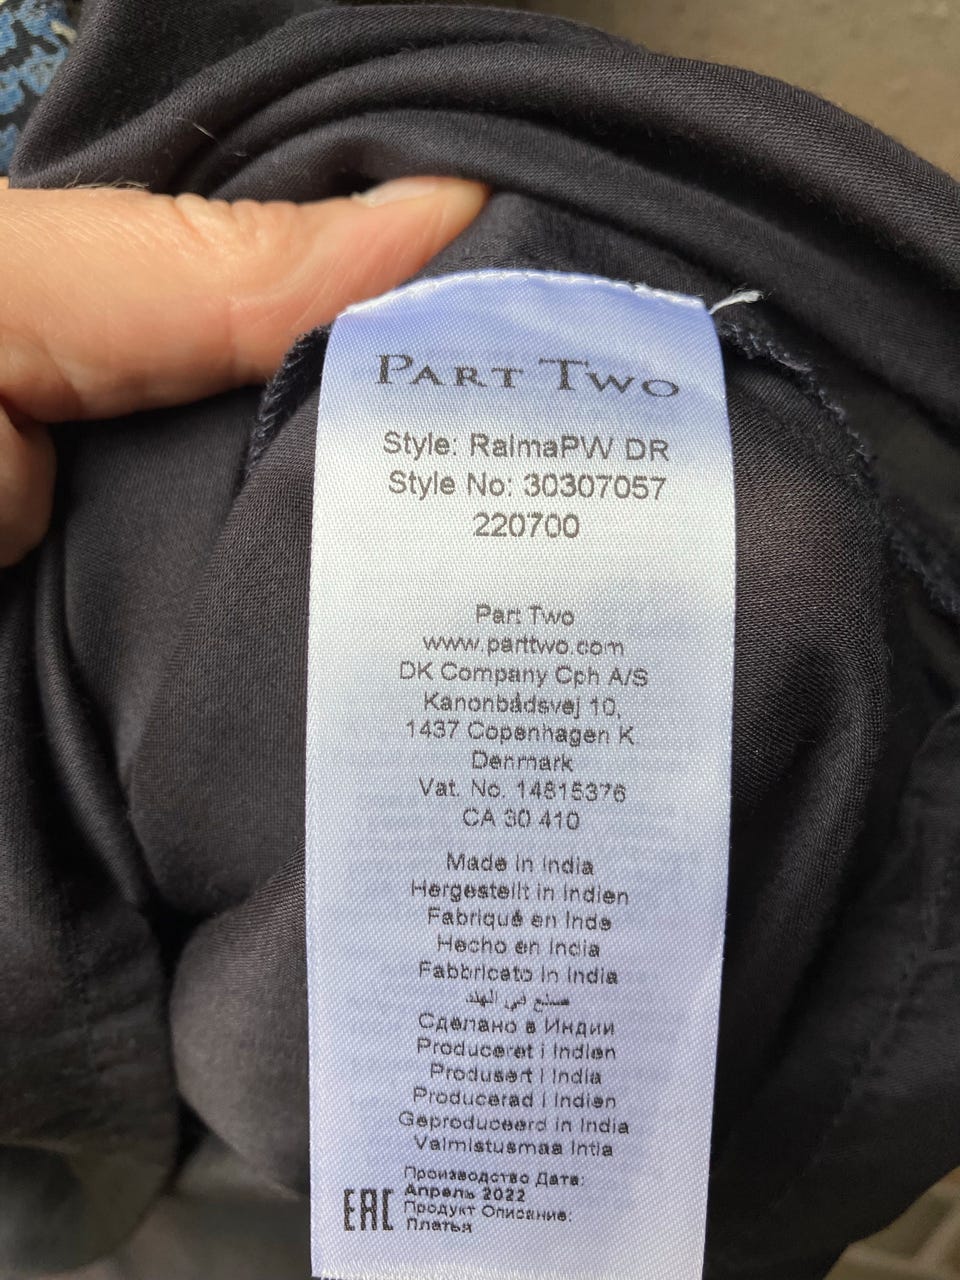 PART TWO
Style: RalmaPW DR
Style No: 30307057
220700
Part Two
www.parttwo.com
DK Company Cph A/S
Kanonbådsvej 10,
1437 Copenhagen K
Denmark
Vat. No. 14815376
CA 30 410
Made in India
Hergestellt in Indien
Fabriqué en Inde
Hecho en India
Fabbricato in India
صنع في الهند
Сделано в Индии
Produceret i Indien
Produsert i India
Producerad i Indien
Geproduceerd in India
Valmistusmaa Intia
Производство Дата:
Апрель 2022
EAC
Продукт Описание:
Платья